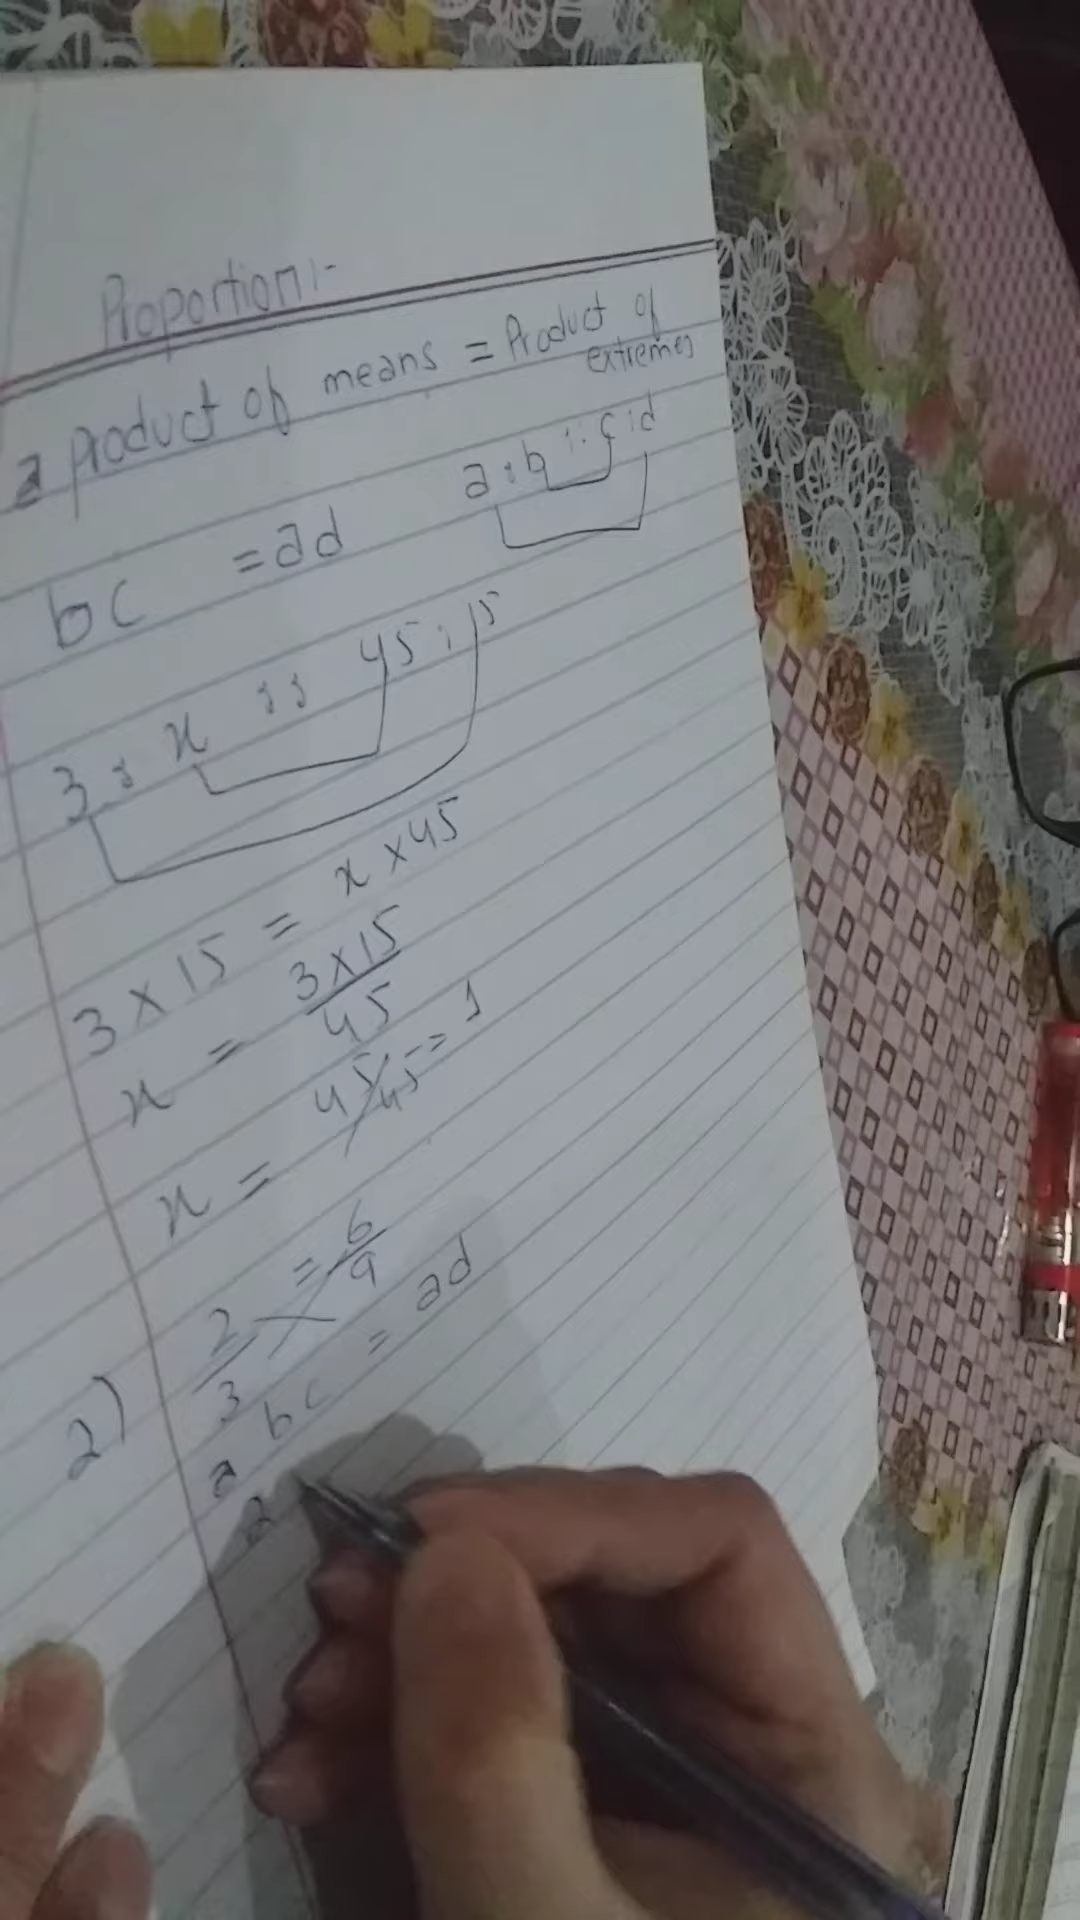 Proportion:-
a product of means = Product of extremes
bc = ad a:b :: c:d
3 : x :: 45 : 15
3 × 15 = x × 45
x = 3 × 15 / 45
x = 45/45 = 1
2) 2/3 = 6/9
bc = ad
a
2